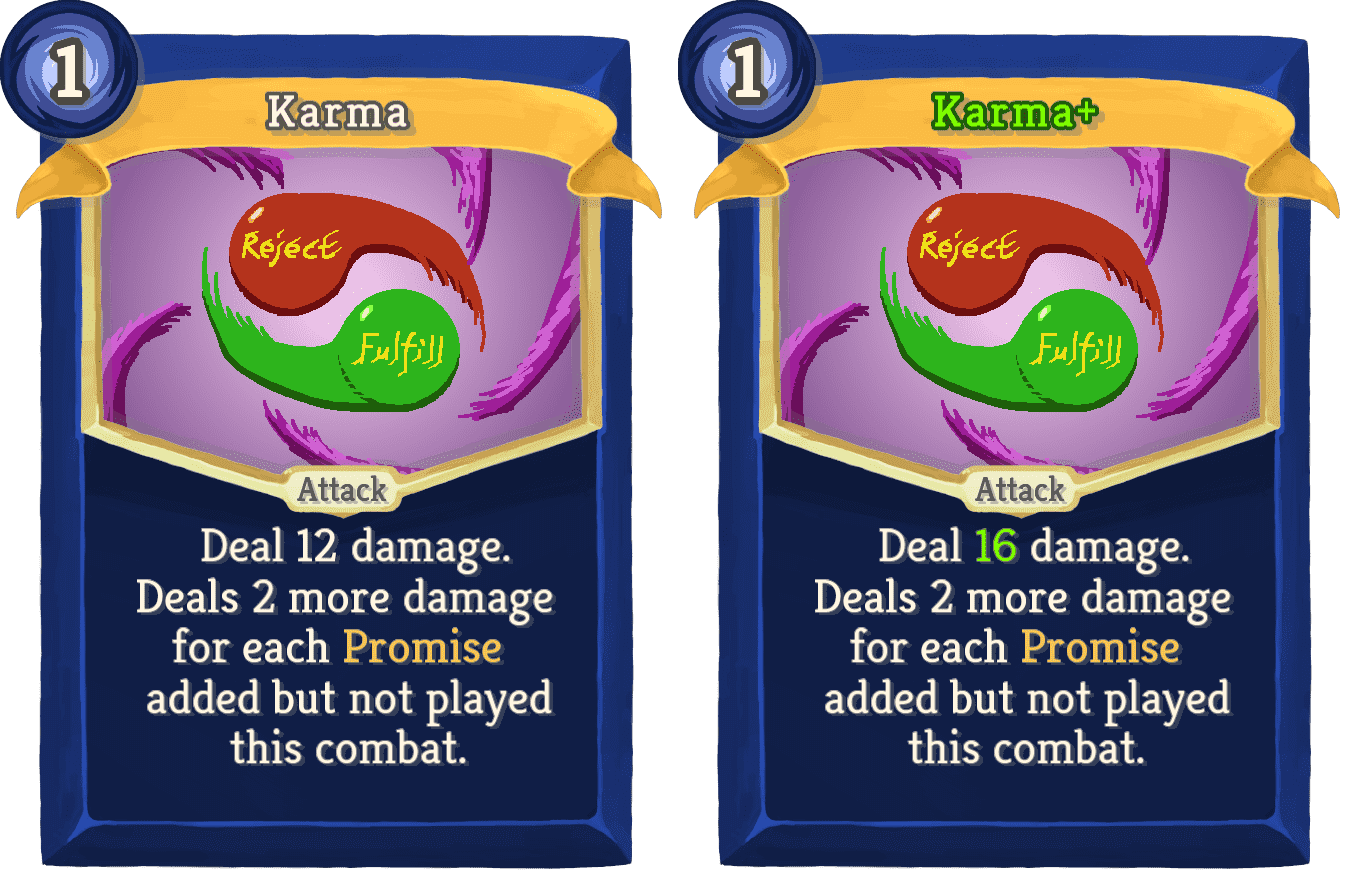 1
Karma
Reject
Fulfill
Attack
Deal 12 damage.
Deals 2 more damage
for each Promise
added but not played
this combat.
1
Karma+
Reject
Fulfill
Attack
Deal 16 damage.
Deals 2 more damage
for each Promise
added but not played
this combat.